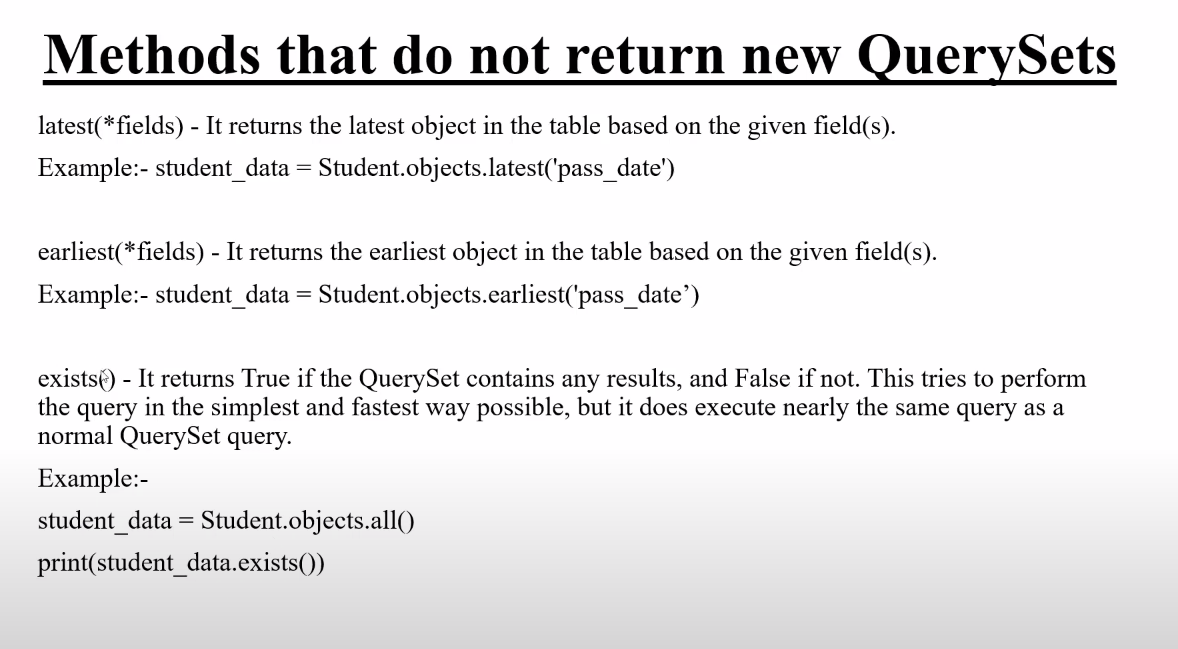 Methods that do not return new QuerySets
latest(*fields) - It returns the latest object in the table based on the given field(s).
Example:- student_data = Student.objects.latest('pass_date')
earliest(*fields) - It returns the earliest object in the table based on the given field(s).
Example:- student_data = Student.objects.earliest('pass_date’)
exists() - It returns True if the QuerySet contains any results, and False if not. This tries to perform
the query in the simplest and fastest way possible, but it does execute nearly the same query as a
normal QuerySet query.
Example:-
student_data = Student.objects.all()
print(student_data.exists())